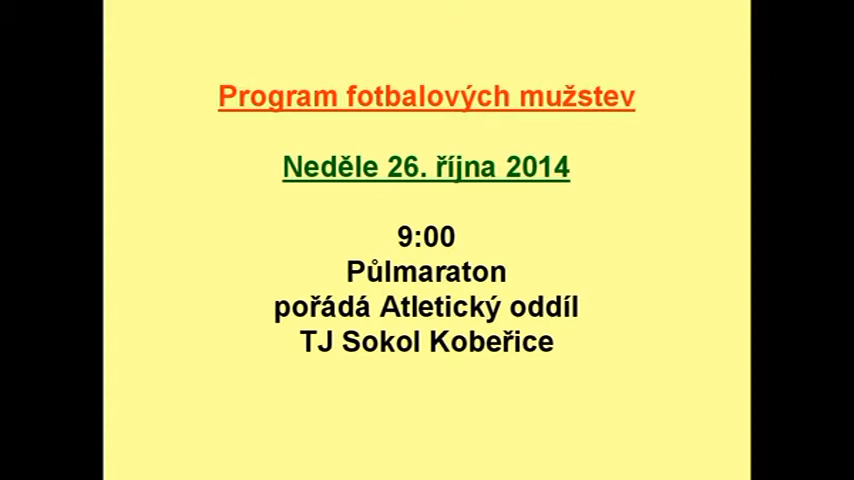 Program fotbalových mužstev
Neděle 26. října 2014
9:00
Půlmaraton
pořádá Atletický oddíl
TJ Sokol Kobeřice